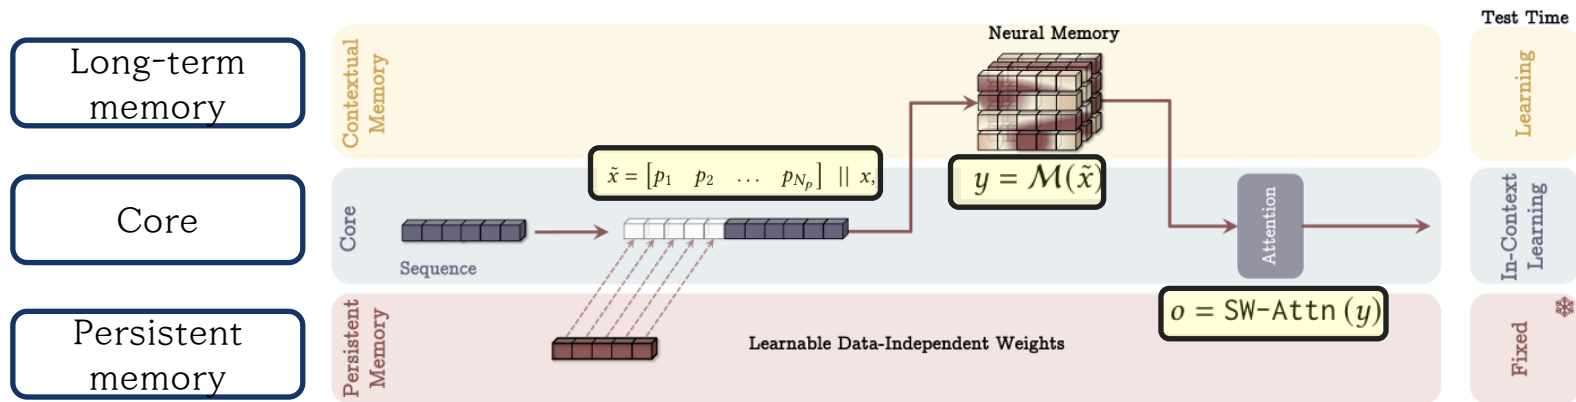 Test Time
Long-term
memory
Contextual
Memory
Neural Memory
Learning
x̃ = [p₁ p₂ … p_{N_p}] || x,
y = M(x̃)
Core
Core
Sequence
Attention
In-Context
Learning
o = SW-Attn (y)
Persistent
memory
Persistent
Memory
Learnable Data-Independent Weights
Fixed